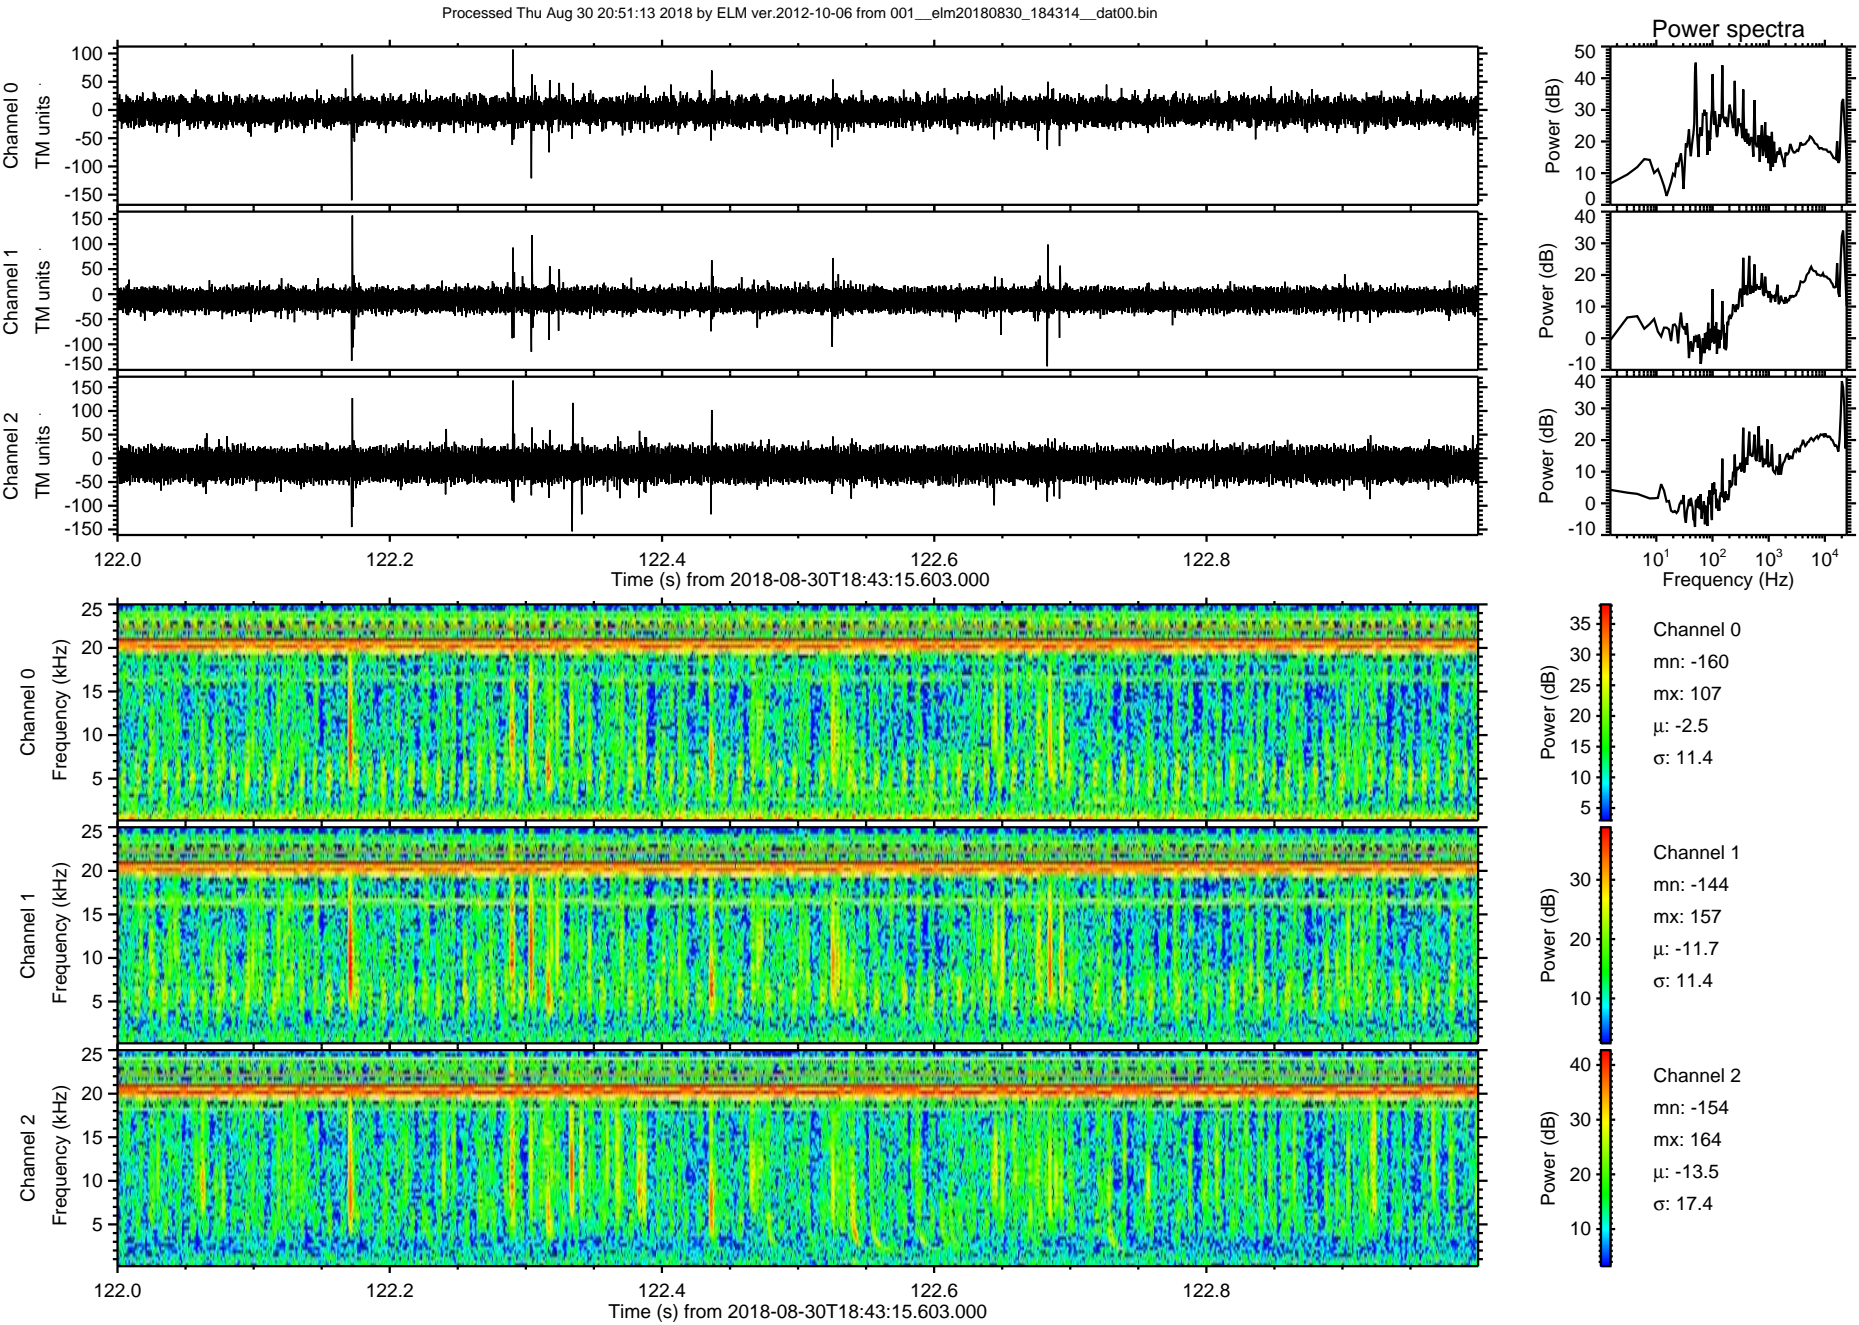 Processed Thu Aug 30 20:51:13 2018 by ELM ver.2012-10-06 from 001__elm20180830_184314__dat00.bin
Power spectra
Channel 0
TM units
100
50
0
-50
-100
-150
Power (dB)
50
40
30
20
10
0
Channel 1
TM units
150
100
50
0
-50
-100
-150
Power (dB)
40
30
20
10
0
-10
Channel 2
TM units
150
100
50
0
-50
-100
-150
Power (dB)
40
30
20
10
0
-10
122.0 122.2 122.4 122.6 122.8
Time (s) from 2018-08-30T18:43:15.603.000
10^1 10^2 10^3 10^4
Frequency (Hz)
Channel 0
Frequency (kHz)
25
20
15
10
5
Power (dB)
35
30
25
20
15
10
5
Channel 0
mn: -160
mx: 107
μ: -2.5
σ: 11.4
Channel 1
Frequency (kHz)
25
20
15
10
5
Power (dB)
30
20
10
Channel 1
mn: -144
mx: 157
μ: -11.7
σ: 11.4
Channel 2
Frequency (kHz)
25
20
15
10
5
Power (dB)
40
30
20
10
Channel 2
mn: -154
mx: 164
μ: -13.5
σ: 17.4
122.0 122.2 122.4 122.6 122.8
Time (s) from 2018-08-30T18:43:15.603.000